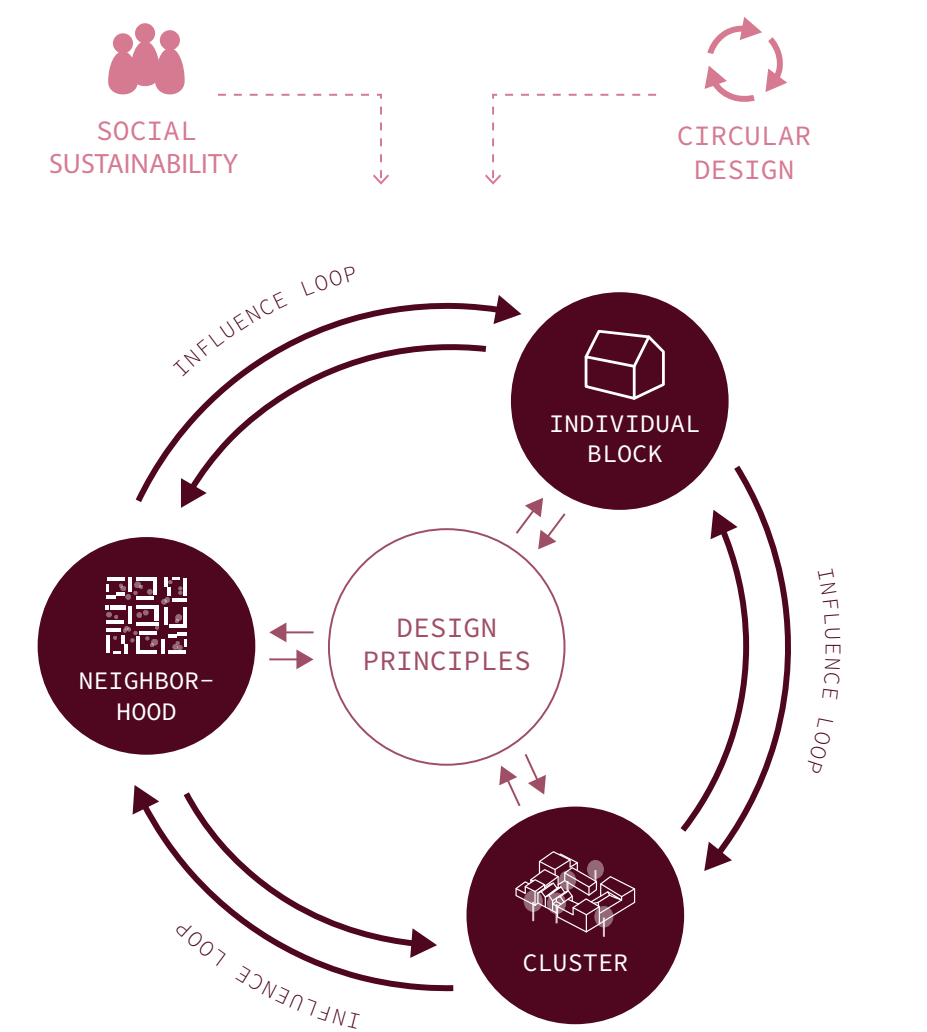 SOCIAL
SUSTAINABILITY
CIRCULAR
DESIGN
INFLUENCE LOOP
INDIVIDUAL
BLOCK
INFLUENCE LOOP
DESIGN
PRINCIPLES
NEIGHBOR-
HOOD
CLUSTER
INFLUENCE LOOP